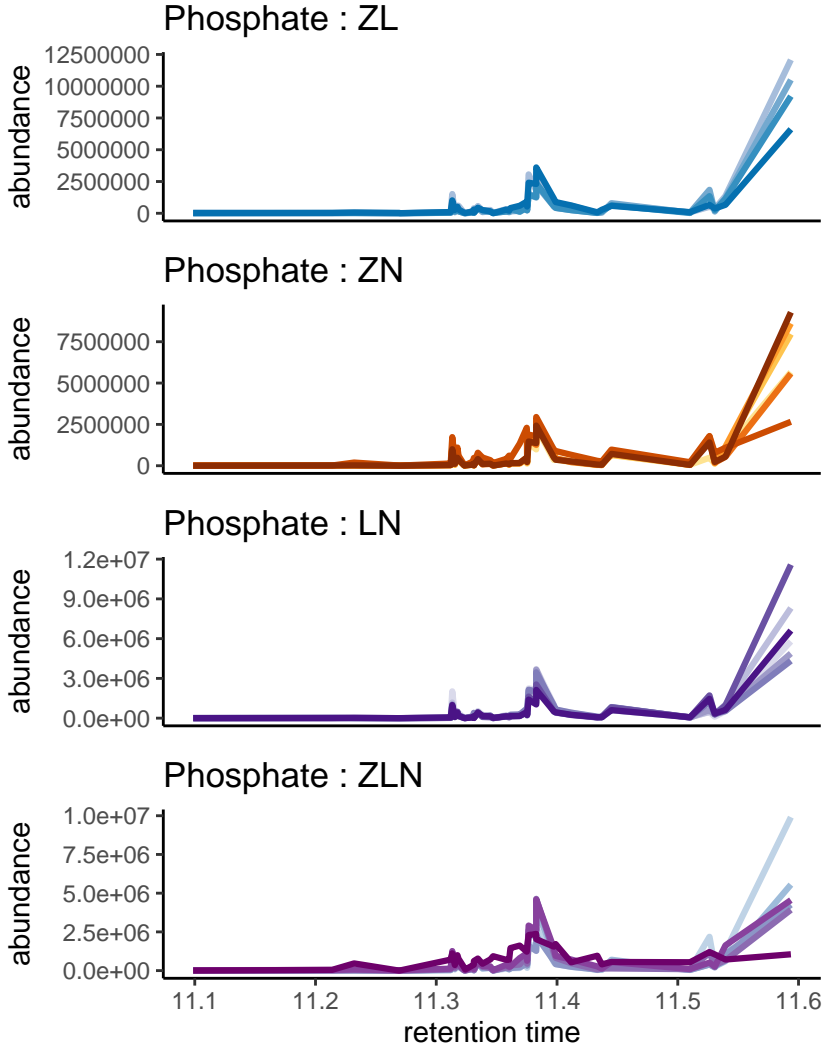 Phosphate : ZL
12500000
10000000
7500000
5000000
2500000
0
abundance
Phosphate : ZN
7500000
5000000
2500000
0
abundance
Phosphate : LN
1.2e+07
9.0e+06
6.0e+06
3.0e+06
0.0e+00
abundance
Phosphate : ZLN
1.0e+07
7.5e+06
5.0e+06
2.5e+06
0.0e+00
abundance
11.1 11.2 11.3 11.4 11.5 11.6
retention time